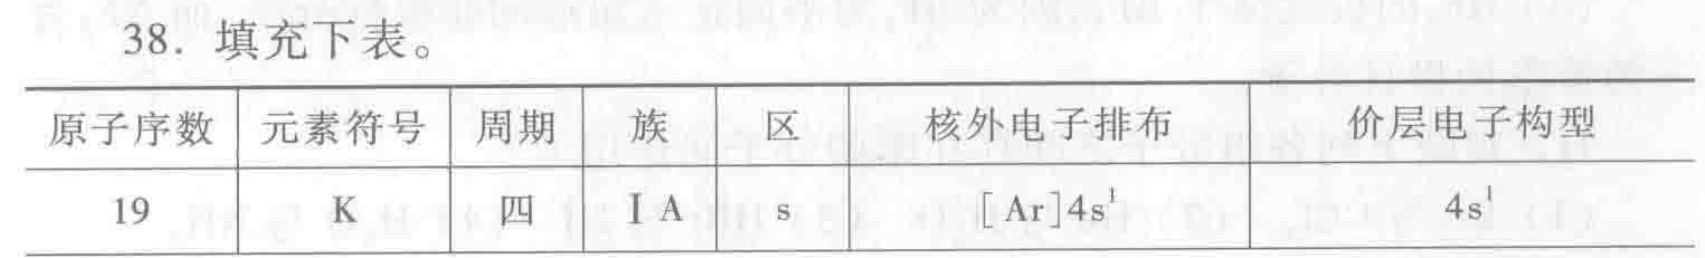 38. 填充下表。
原子序数 元素符号 周期 族 区 核外电子排布 价层电子构型
19 K 四 ⅠA s [Ar]4s¹ 4s¹